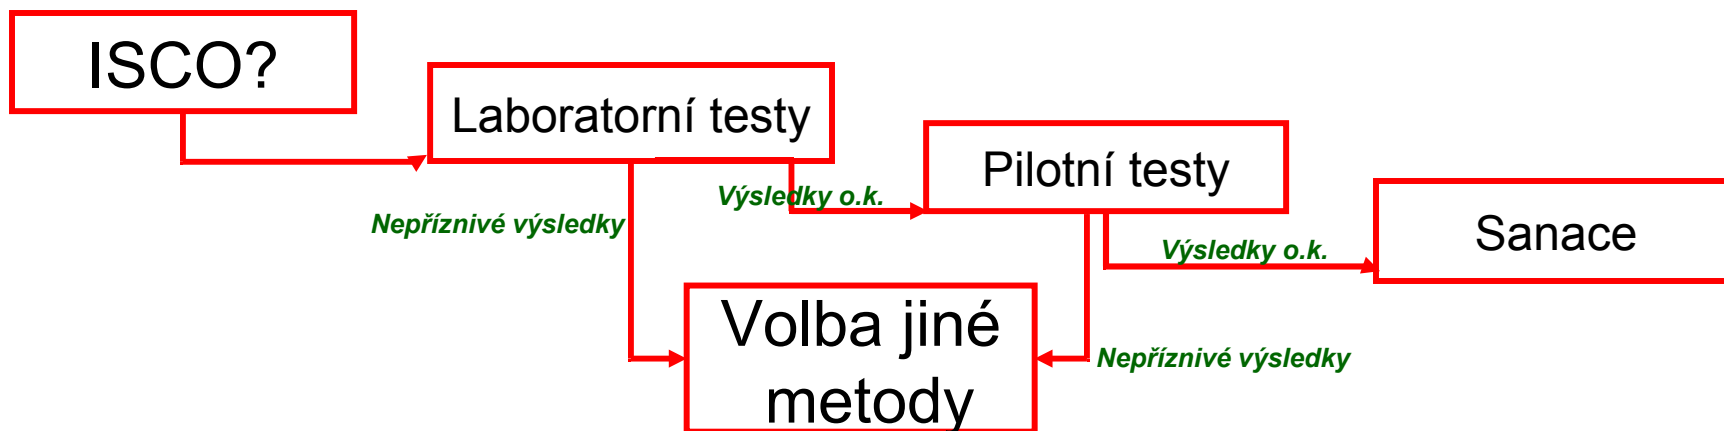 ISCO?
Laboratorní testy
Pilotní testy
Výsledky o.k.
Nepříznivé výsledky
Sanace
Výsledky o.k.
Volba jiné
metody
Nepříznivé výsledky